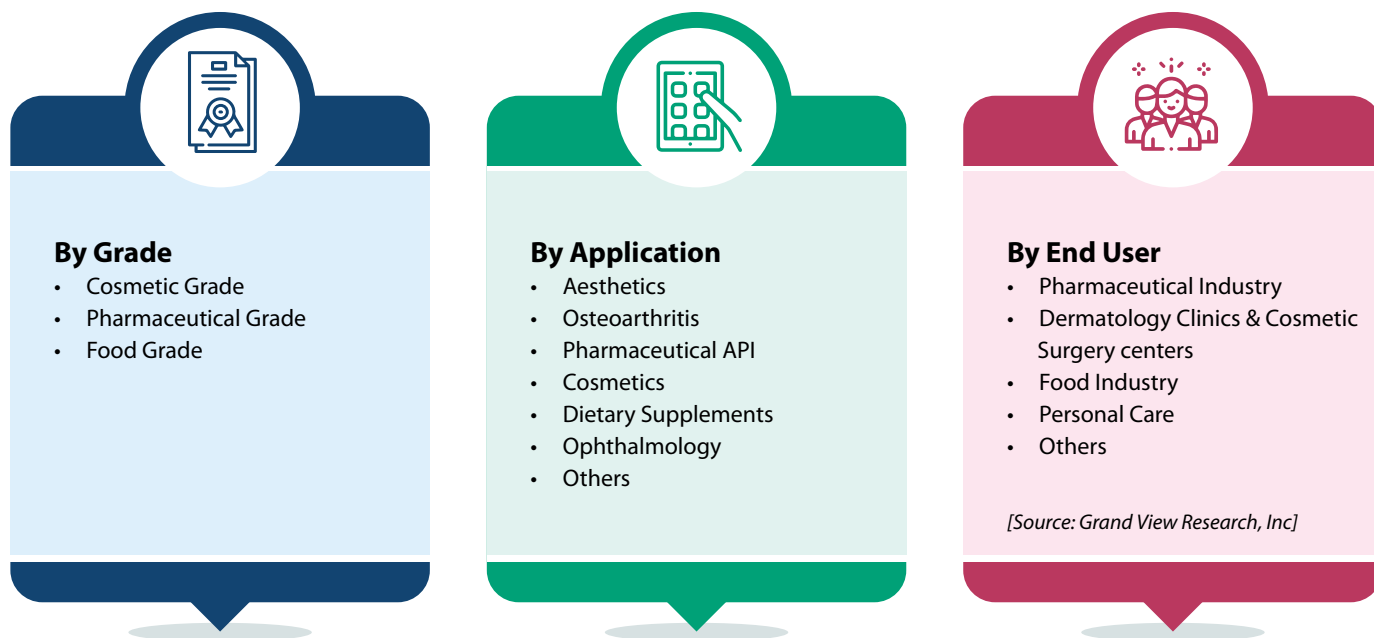 By Grade
• Cosmetic Grade
• Pharmaceutical Grade
• Food Grade
By Application
• Aesthetics
• Osteoarthritis
• Pharmaceutical API
• Cosmetics
• Dietary Supplements
• Ophthalmology
• Others
By End User
• Pharmaceutical Industry
• Dermatology Clinics & Cosmetic
Surgery centers
• Food Industry
• Personal Care
• Others
[Source: Grand View Research, Inc]